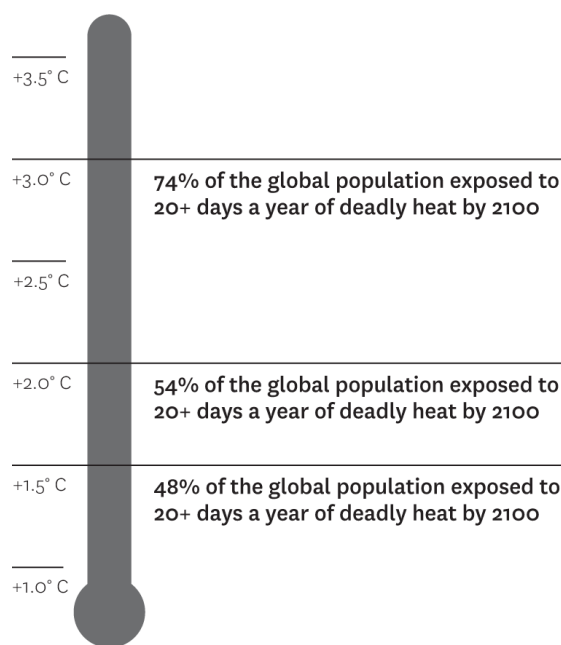 +3.5° C
+3.0° C
74% of the global population exposed to
20+ days a year of deadly heat by 2100
+2.5° C
+2.0° C
54% of the global population exposed to
20+ days a year of deadly heat by 2100
+1.5° C
48% of the global population exposed to
20+ days a year of deadly heat by 2100
+1.0° C